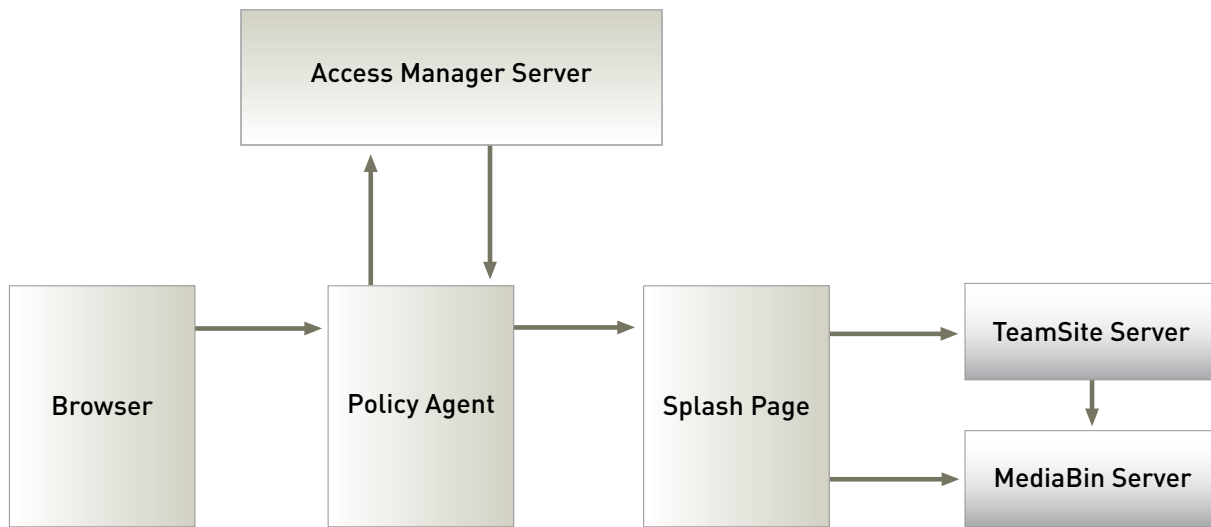 Access Manager Server
Browser
Policy Agent
Splash Page
TeamSite Server
MediaBin Server